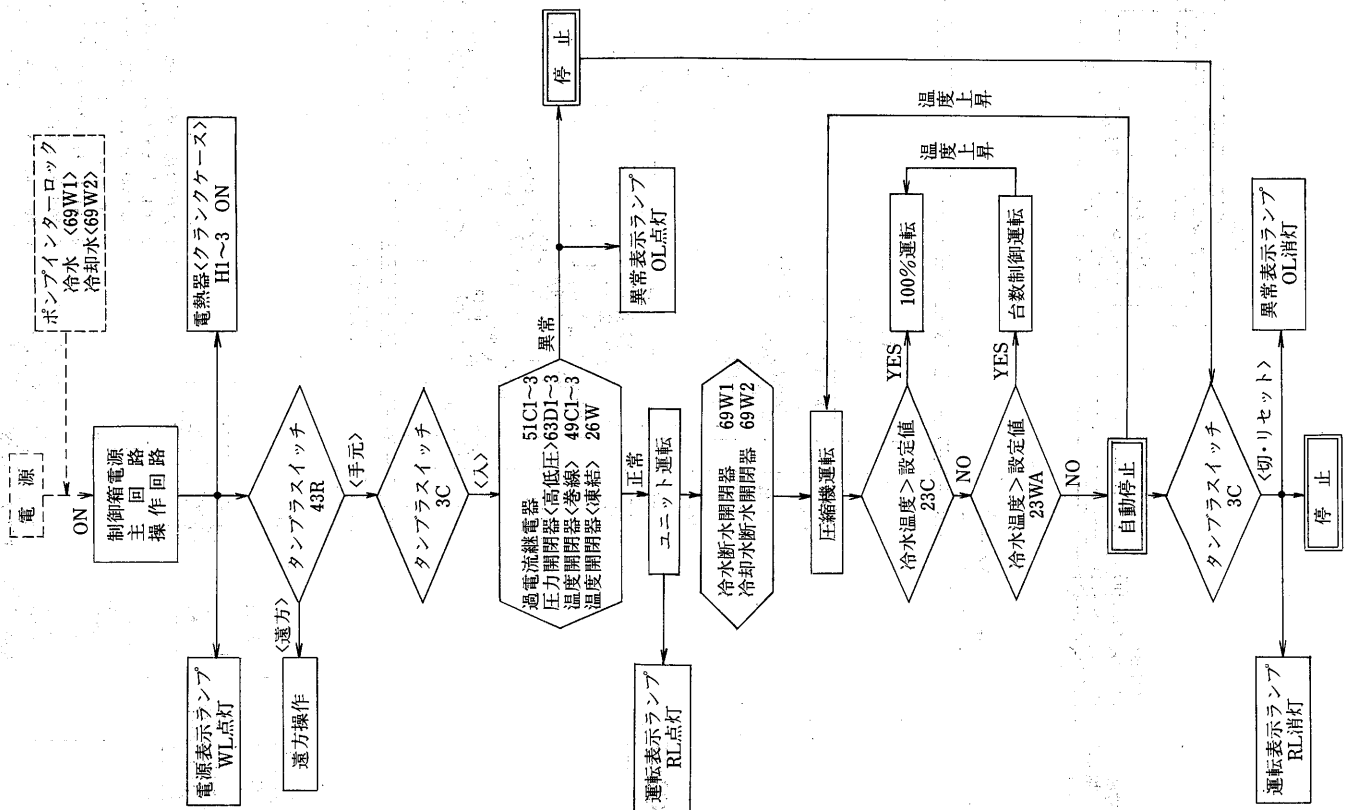 電源
ポンプインターロック
冷水 <69W1>
冷却水<69W2>
ON
制御箱電源
主回路
操作回路
電源表示ランプ
WL点灯
電熱器<クランクケース>
H1~3 ON
タンブラスイッチ
43R
<遠方>
遠方操作
<手元>
タンブラスイッチ
3C
<入>
過電流継電器 51C1~3
圧力開閉器<高低圧>63D1~3
温度開閉器<巻線> 49C1~3
温度開閉器<凍結> 26W
異常
停止
異常表示ランプ
OL点灯
正常
ユニット運転
運転表示ランプ
RL点灯
冷水断水開閉器 69W1
冷却水断水開閉器 69W2
圧縮機運転
冷水温度>設定値
23C
YES
100%運転
NO
冷水温度>設定値
23WA
YES
台数制御運転
温度上昇
温度上昇
NO
自動停止
タンブラスイッチ
3C
<切・リセット>
運転表示ランプ
RL消灯
停止
異常表示ランプ
OL消灯